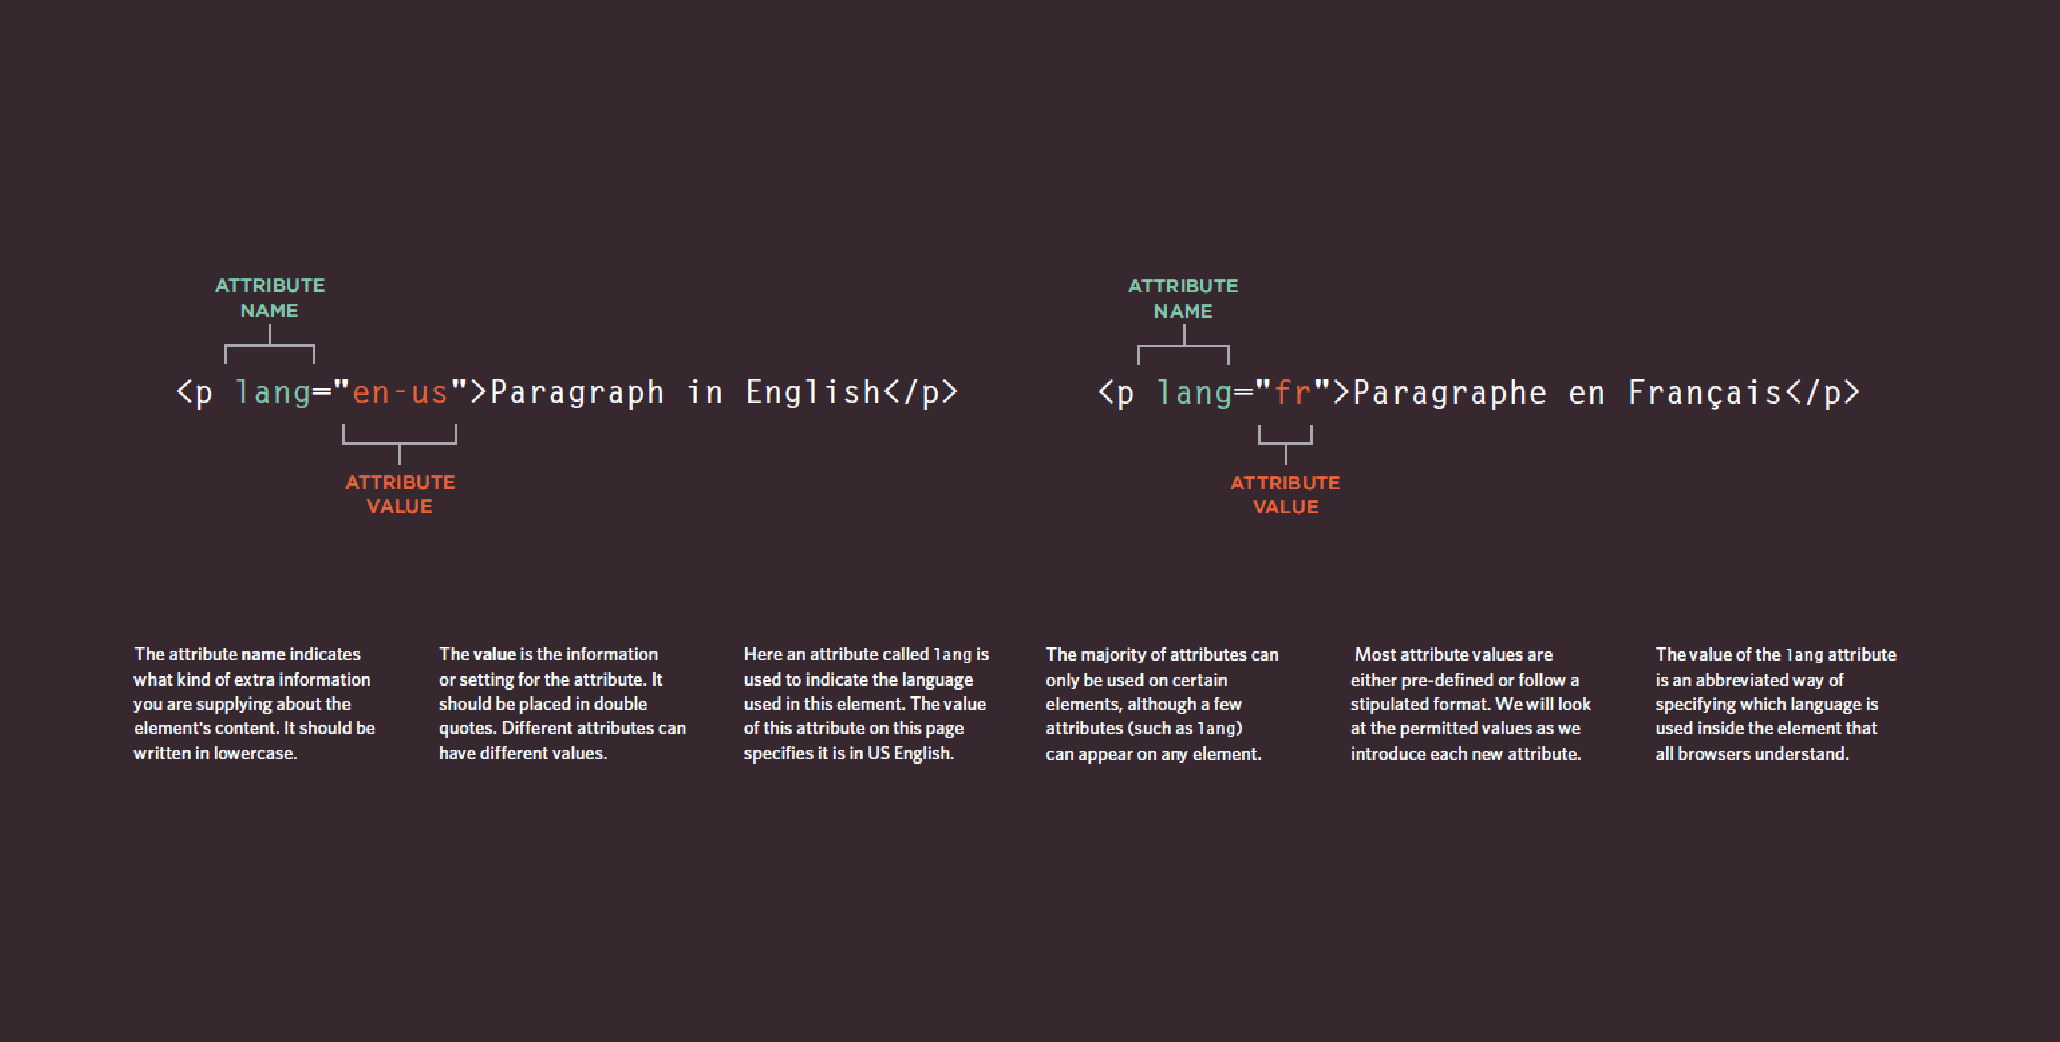 ATTRIBUTE
NAME
<p lang="en-us">Paragraph in English</p>
ATTRIBUTE
VALUE
ATTRIBUTE
NAME
<p lang="fr">Paragraphe en Français</p>
ATTRIBUTE
VALUE
The attribute name indicates
what kind of extra information
you are supplying about the
element's content. It should be
written in lowercase.
The value is the information
or setting for the attribute. It
should be placed in double
quotes. Different attributes can
have different values.
Here an attribute called lang is
used to indicate the language
used in this element. The value
of this attribute on this page
specifies it is in US English.
The majority of attributes can
only be used on certain
elements, although a few
attributes (such as lang)
can appear on any element.
Most attribute values are
either pre-defined or follow a
stipulated format. We will look
at the permitted values as we
introduce each new attribute.
The value of the lang attribute
is an abbreviated way of
specifying which language is
used inside the element that
all browsers understand.